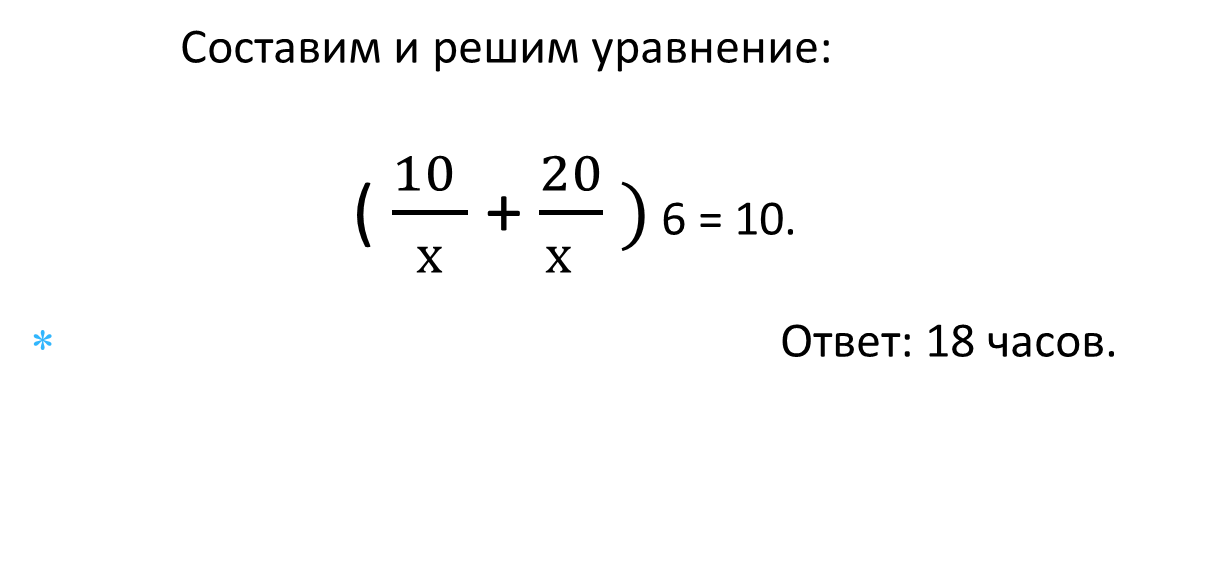 Составим и решим уравнение:
( 10/x + 20/x ) 6 = 10.
* Ответ: 18 часов.